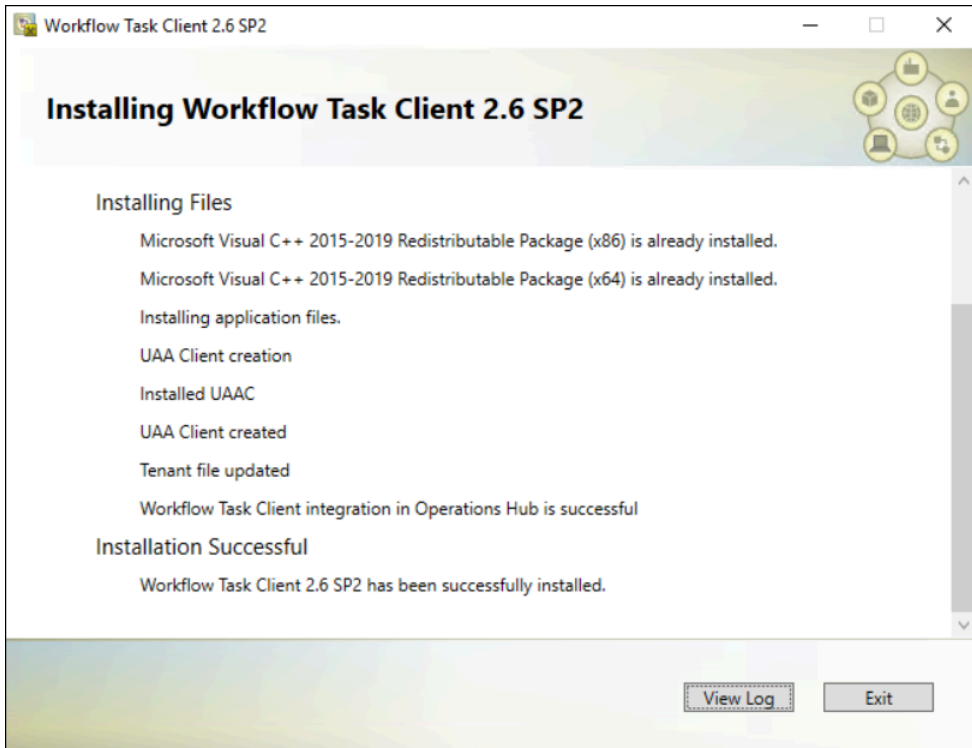 Workflow Task Client 2.6 SP2
Installing Workflow Task Client 2.6 SP2
Installing Files
Microsoft Visual C++ 2015-2019 Redistributable Package (x86) is already installed.
Microsoft Visual C++ 2015-2019 Redistributable Package (x64) is already installed.
Installing application files.
UAA Client creation
Installed UAAC
UAA Client created
Tenant file updated
Workflow Task Client integration in Operations Hub is successful
Installation Successful
Workflow Task Client 2.6 SP2 has been successfully installed.
View Log
Exit